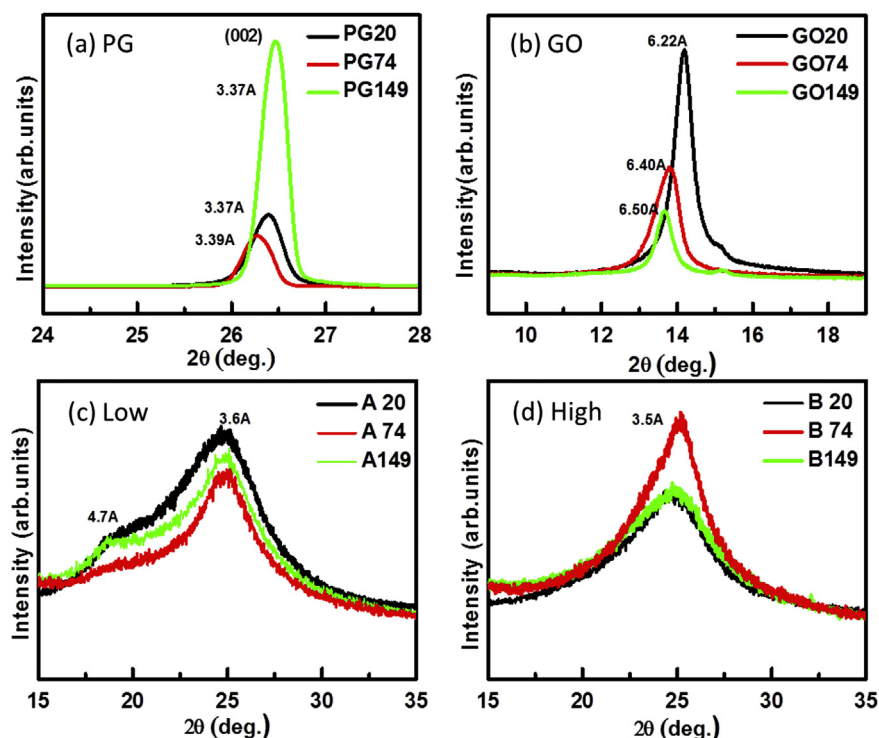 (a) PG
(002)
PG20
PG74
PG149
3.37A
3.37A
3.39A
Intensity(arb.units)
24 25 26 27 28
2θ (deg.)
(b) GO
6.22A
GO20
GO74
GO149
6.40A
6.50A
Intensity(arb.units)
10 12 14 16 18
2θ (deg.)
(c) Low
A 20
A 74
A149
3.6A
4.7A
Intensity (arb.units)
15 20 25 30 35
2θ (deg.)
(d) High
B 20
B 74
B149
3.5A
Intensity (arb.units)
15 20 25 30 35
2θ (deg.)